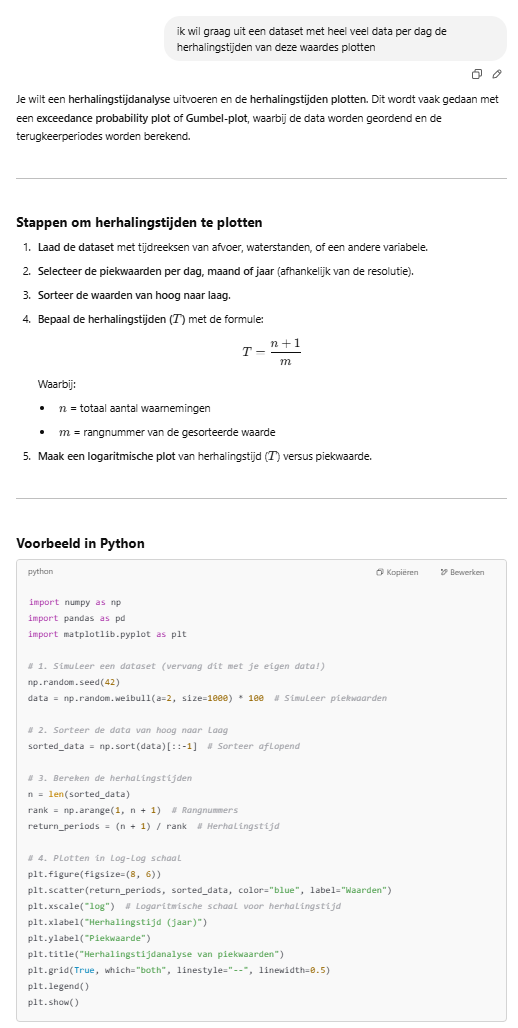 ik wil graag uit een dataset met heel veel data per dag de
herhalingstijden van deze waardes plotten
Je wilt een herhalingstijdanalyse uitvoeren en de herhalingstijden plotten. Dit wordt vaak gedaan met
een exceedance probability plot of Gumbel-plot, waarbij de data worden geordend en de
terugkeerperiodes worden berekend.
Stappen om herhalingstijden te plotten
1. Laad de dataset met tijdreeksen van afvoer, waterstanden, of een andere variabele.
2. Selecteer de piekwaarden per dag, maand of jaar (afhankelijk van de resolutie).
3. Sorteer de waarden van hoog naar laag.
4. Bepaal de herhalingstijden (T) met de formule:
T = (n + 1) / m
Waarbij:
• n = totaal aantal waarnemingen
• m = rangnummer van de gesorteerde waarde
5. Maak een logaritmische plot van herhalingstijd (T) versus piekwaarde.
Voorbeeld in Python
python Kopiëren Bewerken
import numpy as np
import pandas as pd
import matplotlib.pyplot as plt
# 1. Simuleer een dataset (vervang dit met je eigen data!)
np.random.seed(42)
data = np.random.weibull(a=2, size=1000) * 100  # Simuleer piekwaarden
# 2. Sorteer de data van hoog naar laag
sorted_data = np.sort(data)[::-1]  # Sorteer aflopend
# 3. Bereken de herhalingstijden
n = len(sorted_data)
rank = np.arange(1, n + 1)  # Rangnummers
return_periods = (n + 1) / rank  # Herhalingstijd
# 4. Plotten in log-log schaal
plt.figure(figsize=(8, 6))
plt.scatter(return_periods, sorted_data, color="blue", label="Waarden")
plt.xscale("log")  # Logaritmische schaal voor herhalingstijd
plt.xlabel("Herhalingstijd (jaar)")
plt.ylabel("Piekwaarde")
plt.title("Herhalingstijdanalyse van piekwaarden")
plt.grid(True, which="both", linestyle="--", linewidth=0.5)
plt.legend()
plt.show()